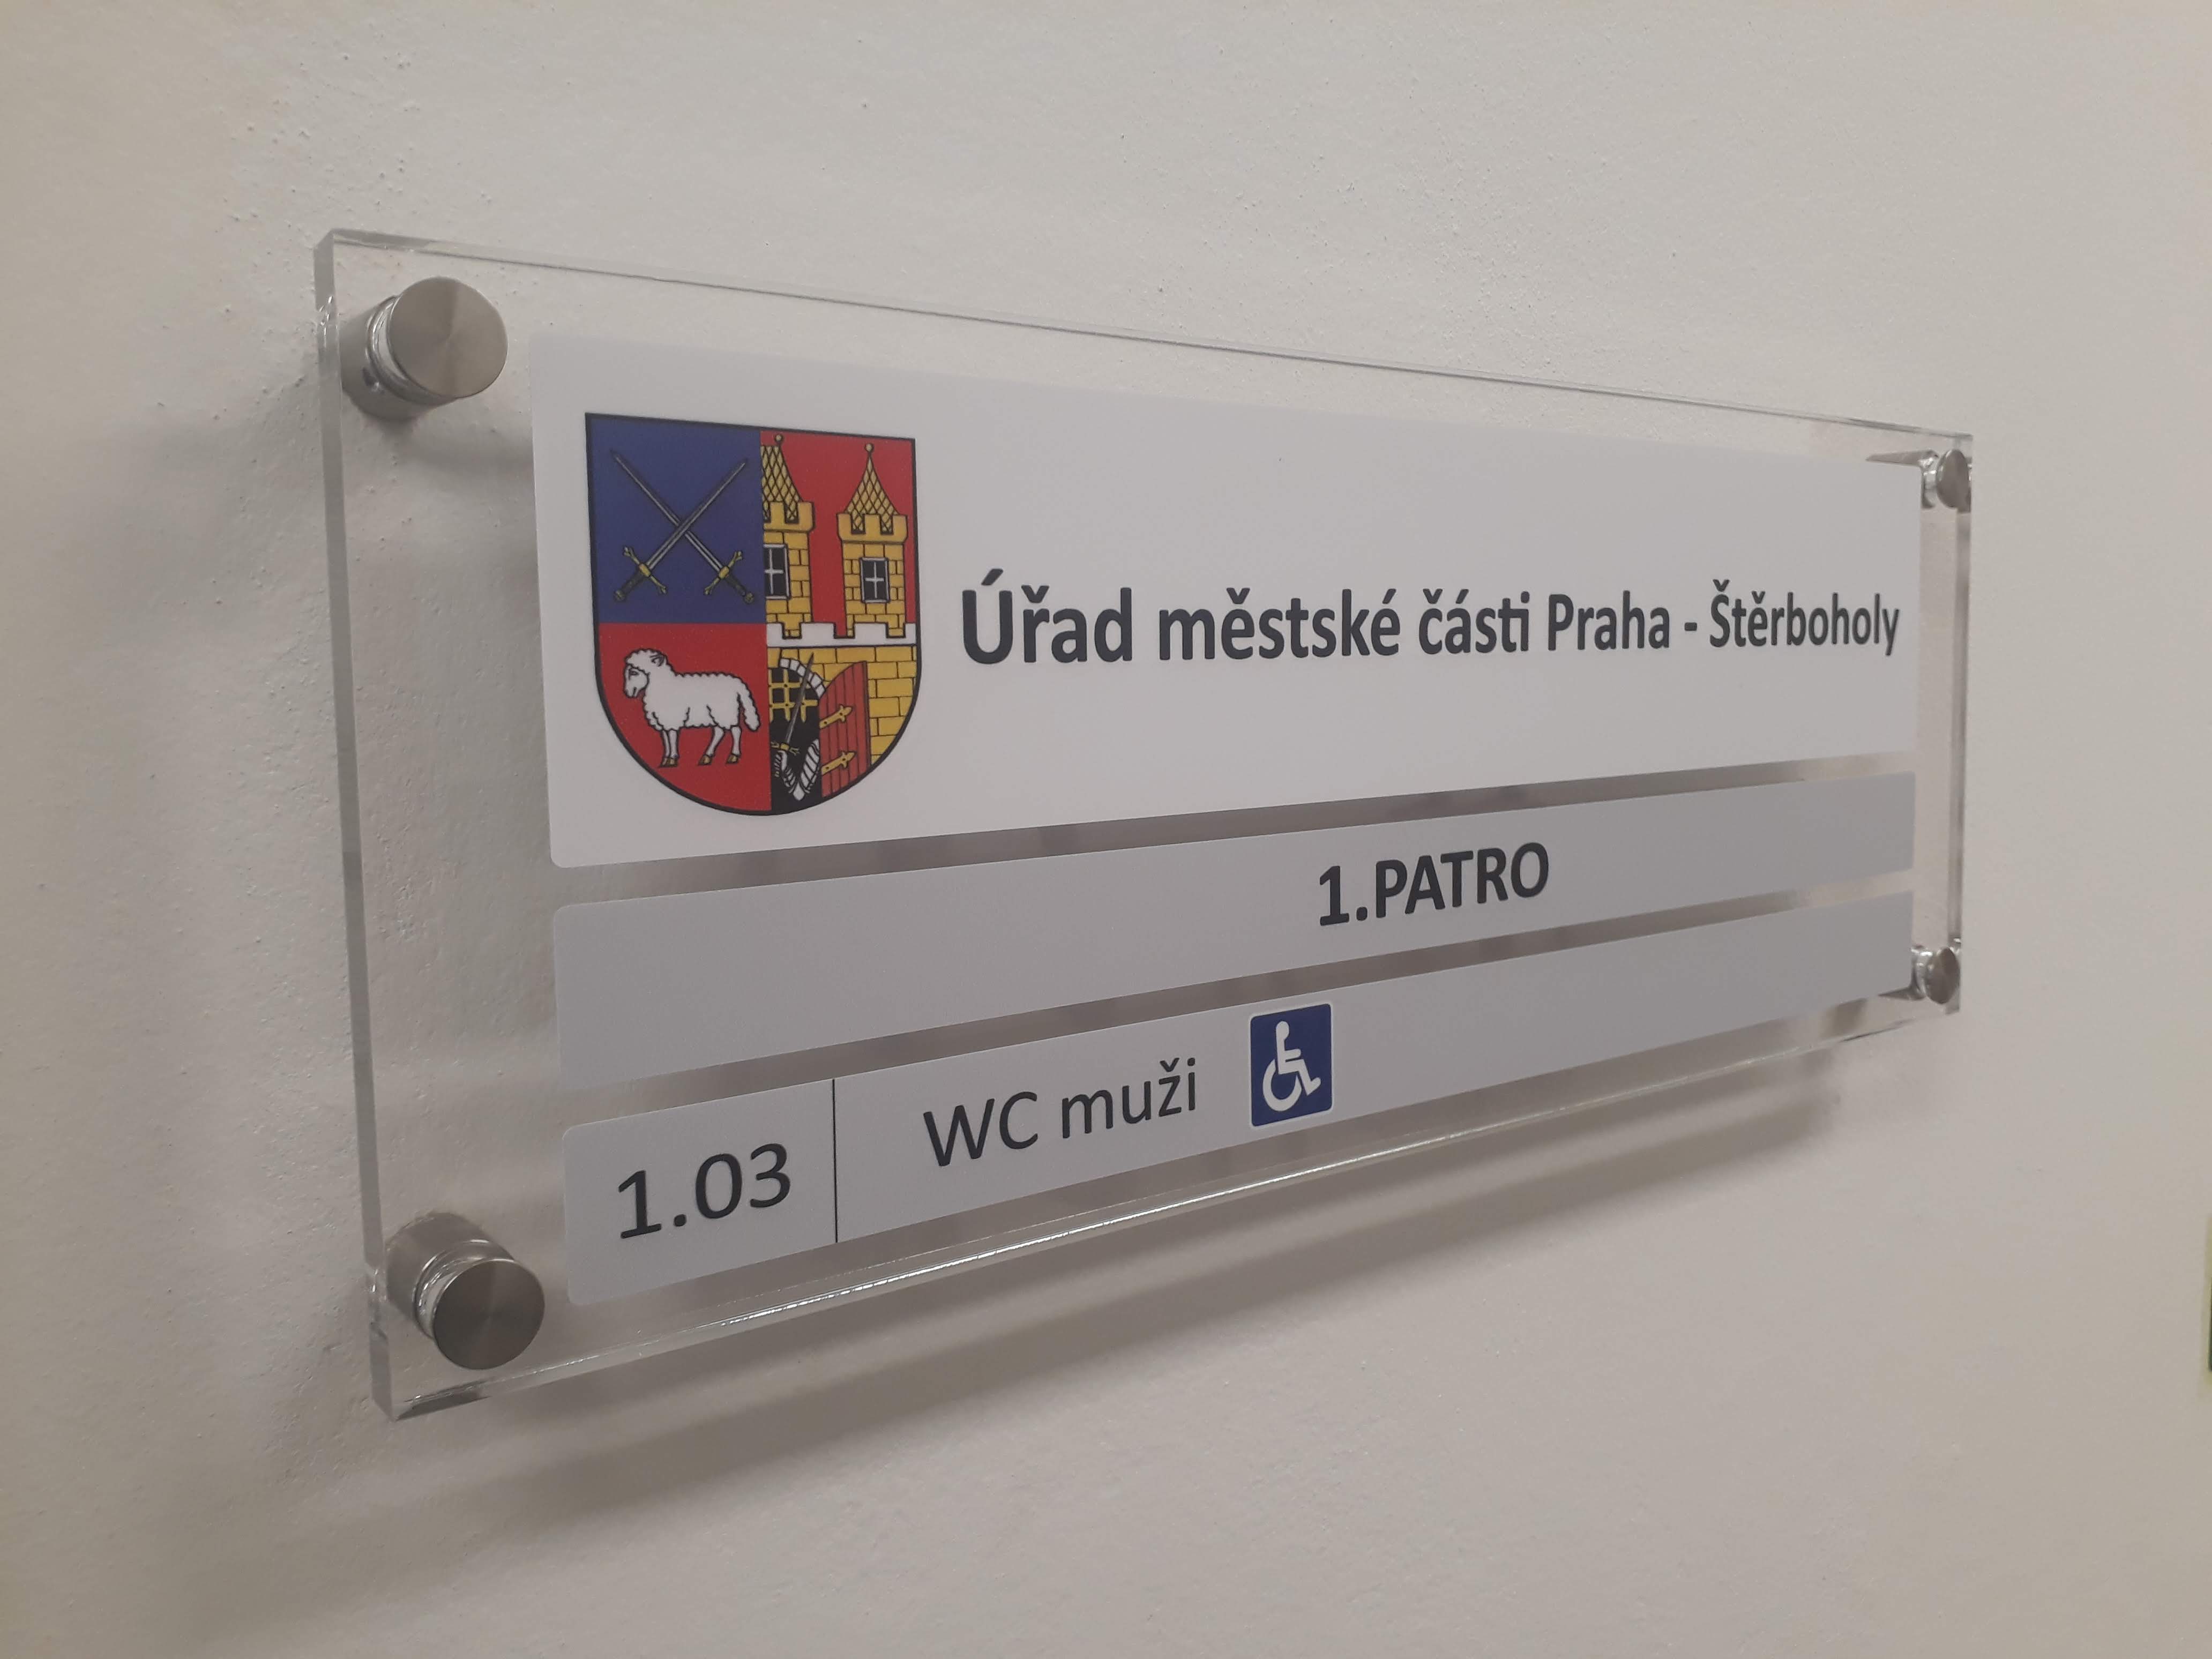 Úřad městské části Praha - Štěrboholy
1.PATRO
1.03 WC muži